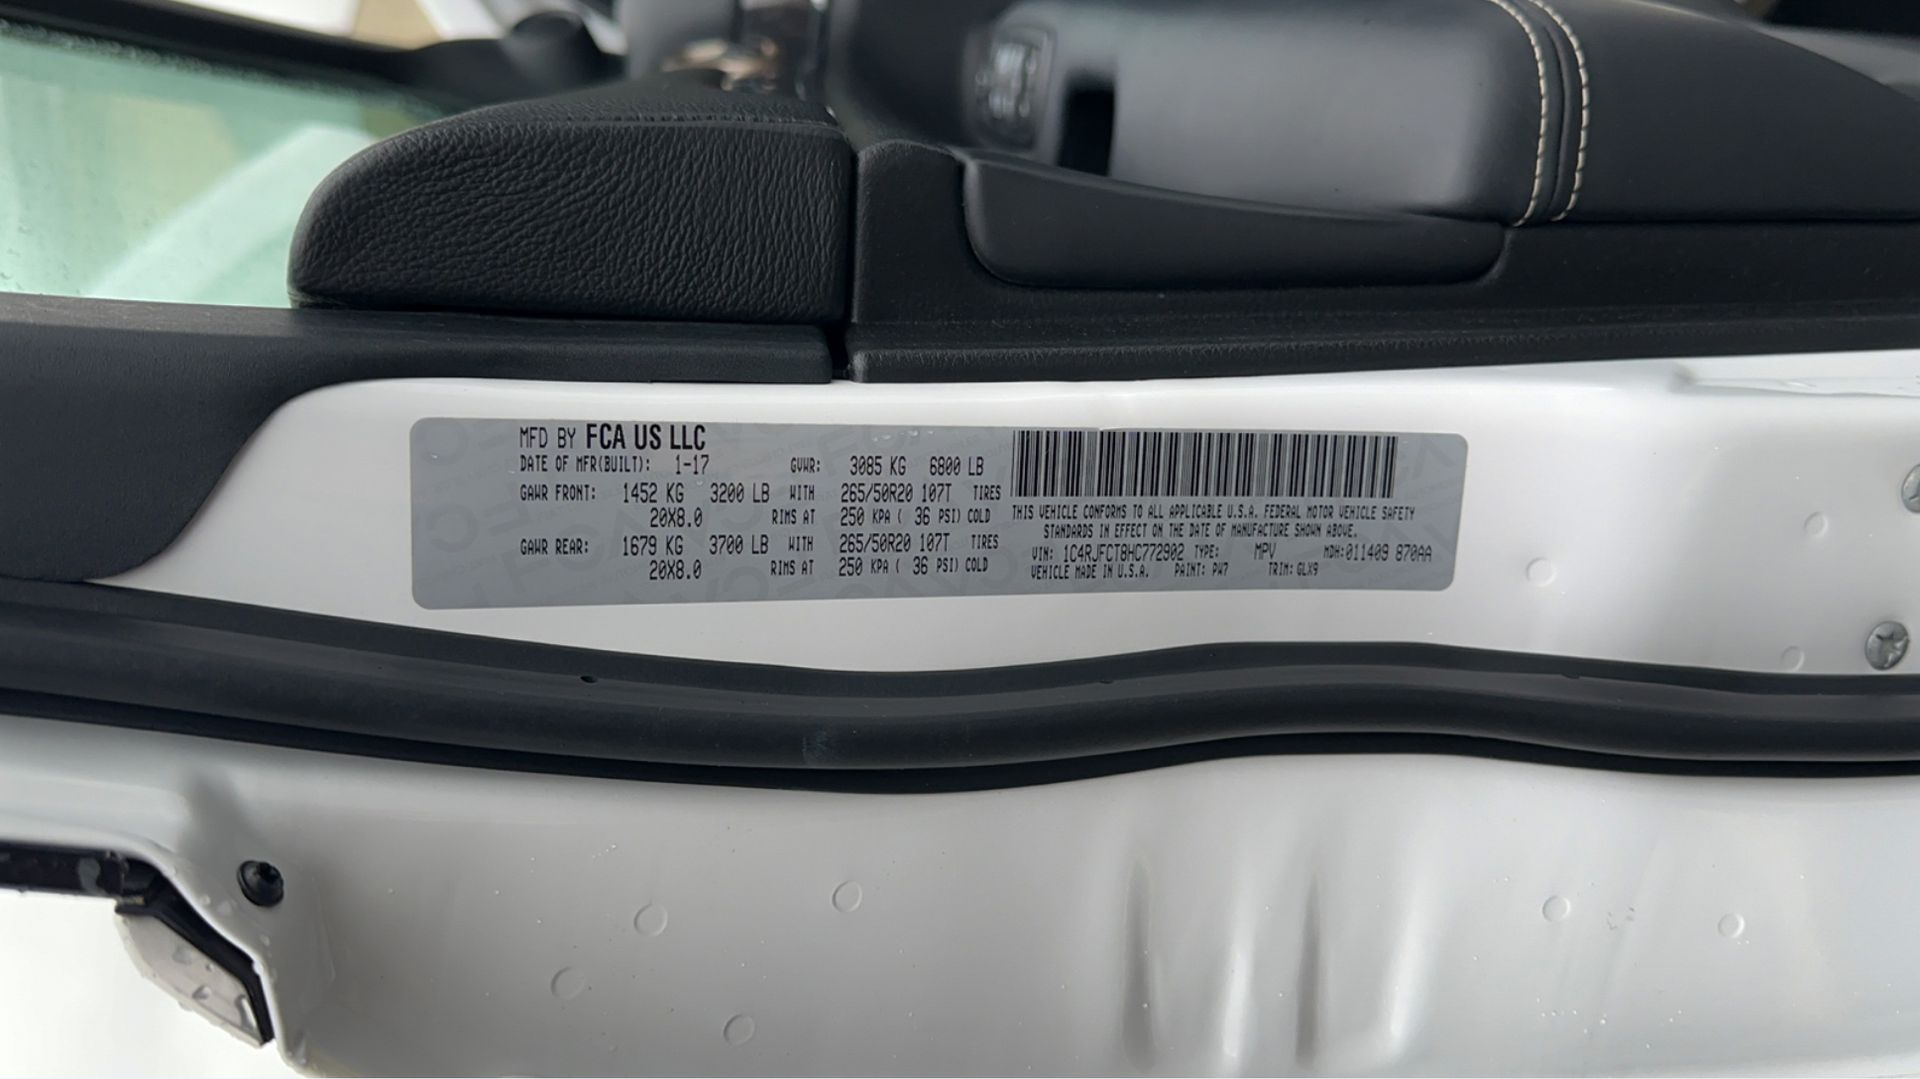 MFD BY FCA US LLC
DATE OF MFR(BUILT): 1-17 GVWR: 3085 KG 6800 LB
GAWR FRONT: 1452 KG 3200 LB WITH 265/50R20 107T TIRES
20X8.0 RIMS AT 250 KPA ( 36 PSI) COLD
GAWR REAR: 1679 KG 3700 LB WITH 265/50R20 107T TIRES
20X8.0 RIMS AT 250 KPA ( 36 PSI) COLD
THIS VEHICLE CONFORMS TO ALL APPLICABLE U.S.A. FEDERAL MOTOR VEHICLE SAFETY
STANDARDS IN EFFECT ON THE DATE OF MANUFACTURE SHOWN ABOVE.
VIN: 1C4RJFCT8HC772902 TYPE: MPV MDH:011409 870AA
VEHICLE MADE IN U.S.A. PAINT: PW7 TRIM: GLX9